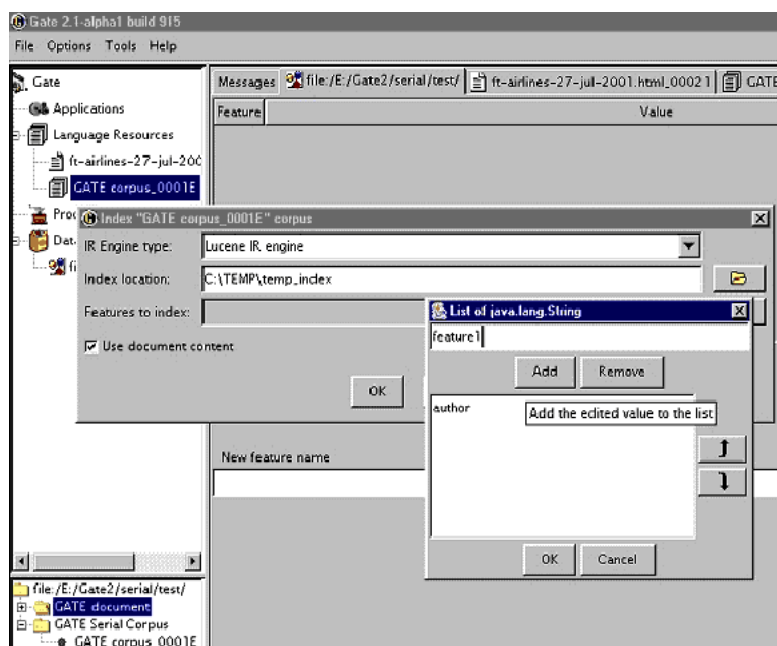 Gate 2.1-alpha1 build 915
File Options Tools Help
Gate
Applications
Language Resources
ft-airlines-27-jul-200
GATE corpus_0001E
Proc
Dat
fi
Messages file:/E:/Gate2/serial/test/ ft-airlines-27-jul-2001.html_00021 GATE
Feature Value
Index "GATE corpus_0001E" corpus
IR Engine type: Lucene IR engine
Index location: C:\TEMP\temp_index
Features to index:
Use document content
OK
List of java.lang.String
feature1
Add Remove
author
Add the edited value to the list
OK Cancel
New feature name
file:/E:/Gate2/serial/test/
GATE document
GATE Serial Corpus
GATE corpus_0001E